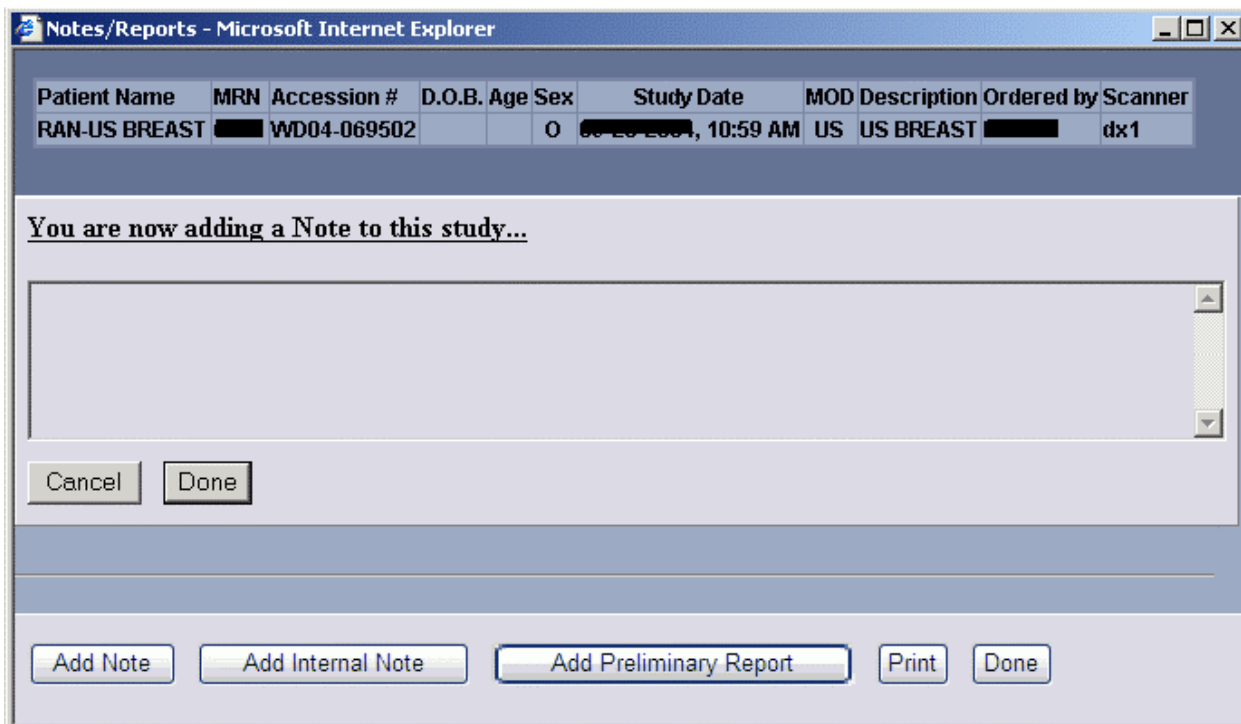 Notes/Reports - Microsoft Internet Explorer
Patient Name MRN Accession # D.O.B. Age Sex Study Date MOD Description Ordered by Scanner
RAN-US BREAST WD04-069502 O , 10:59 AM US US BREAST dx1
You are now adding a Note to this study...
Cancel Done
Add Note Add Internal Note Add Preliminary Report Print Done